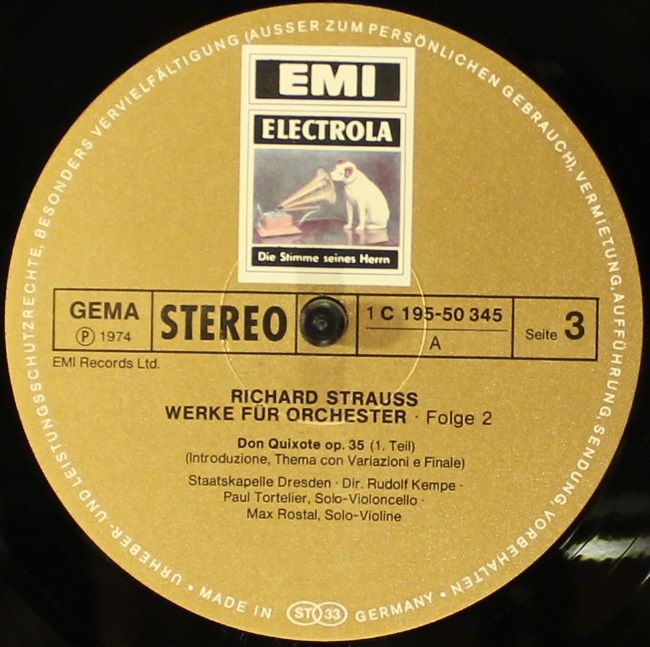 URHEBER- UND LEISTUNGSSCHUTZRECHTE, BESONDERS VERVIELFÄLTIGUNG (AUSSER ZUM PERSÖNLICHEN GEBRAUCH), VERMIETUNG, AUFFÜHRUNG, SENDUNG, VORBEHALTEN •
EMI
ELECTROLA
Die Stimme seines Herrn
GEMA
Ⓟ 1974
STEREO
1 C 195-50 345
A
Seite 3
EMI Records Ltd.
RICHARD STRAUSS
WERKE FÜR ORCHESTER · Folge 2
Don Quixote op. 35 (1. Teil)
(Introduzione, Thema con Variazioni e Finale)
Staatskapelle Dresden · Dir. Rudolf Kempe ·
Paul Tortelier, Solo-Violoncello ·
Max Rostal, Solo-Violine
• MADE IN ST 33 GERMANY •